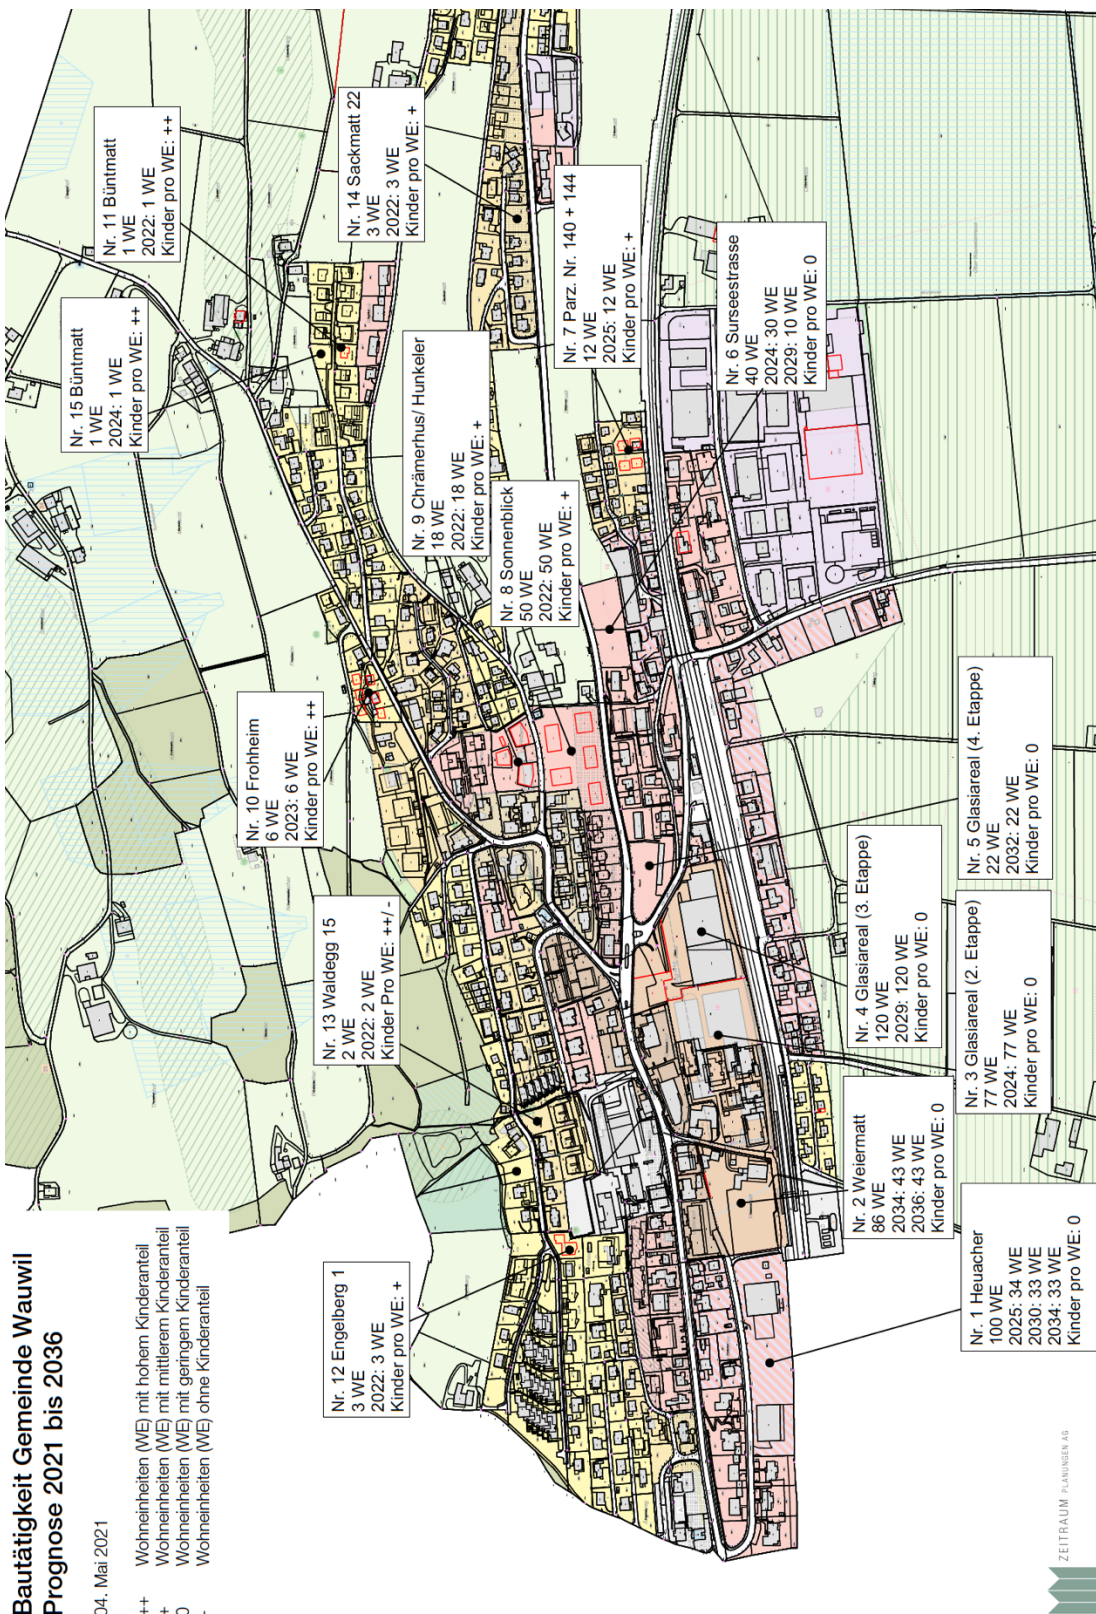 Bautätigkeit Gemeinde Wauwil
Prognose 2021 bis 2036
04. Mai 2021
++ Wohneinheiten (WE) mit hohem Kinderanteil
+ Wohneinheiten (WE) mit mittlerem Kinderanteil
0 Wohneinheiten (WE) mit geringem Kinderanteil
- Wohneinheiten (WE) ohne Kinderanteil
Nr. 12 Engelberg 1
3 WE
2022: 3 WE
Kinder pro WE: +
Nr. 13 Waldegg 15
2 WE
2022: 2 WE
Kinder Pro WE: ++/ -
Nr. 10 Frohheim
6 WE
2023: 6 WE
Kinder pro WE: ++
Nr. 15 Büntmatt
1 WE
2024: 1 WE
Kinder pro WE: ++
Nr. 11 Büntmatt
1 WE
2022: 1 WE
Kinder pro WE: ++
Nr. 14 Sackmatt 22
3 WE
2022: 3 WE
Kinder pro WE: +
Nr. 9 Chrämerhus/ Hunkeler
18 WE
2022: 18 WE
Kinder pro WE: +
Nr. 8 Sonnenblick
50 WE
2022: 50 WE
Kinder pro WE: +
Nr. 7 Parz. Nr. 140 + 144
12 WE
2025: 12 WE
Kinder pro WE: +
Nr. 6 Surseestrasse
40 WE
2024: 30 WE
2029: 10 WE
Kinder pro WE: 0
Nr. 5 Glasiareal (4. Etappe)
22 WE
2032: 22 WE
Kinder pro WE: 0
Nr. 4 Glasiareal (3. Etappe)
120 WE
2029: 120 WE
Kinder pro WE: 0
Nr. 3 Glasiareal (2. Etappe)
77 WE
2024: 77 WE
Kinder pro WE: 0
Nr. 2 Weiermatt
86 WE
2034: 43 WE
2036: 43 WE
Kinder pro WE: 0
Nr. 1 Heuacher
100 WE
2025: 34 WE
2030: 33 WE
2034: 33 WE
Kinder pro WE: 0
ZEITRAUM PLANUNGEN AG